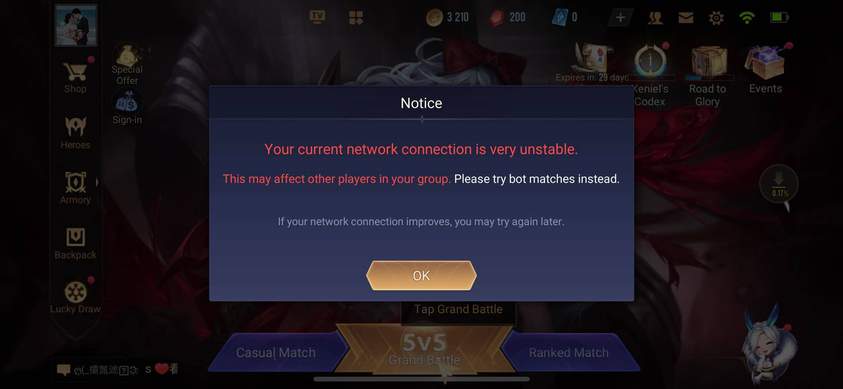 TV
3 210
200
0
Special
Offer
Shop
Sign-in
Heroes
Armory
Backpack
Lucky Draw
Expires in: 29 days
Xeniel's
Codex
Road to
Glory
Events
0.17%
Notice
Your current network connection is very unstable.
This may affect other players in your group. Please try bot matches instead.
If your network connection improves, you may try again later.
OK
Tap Grand Battle
Casual Match
5v5
Grand Battle
Ranked Match